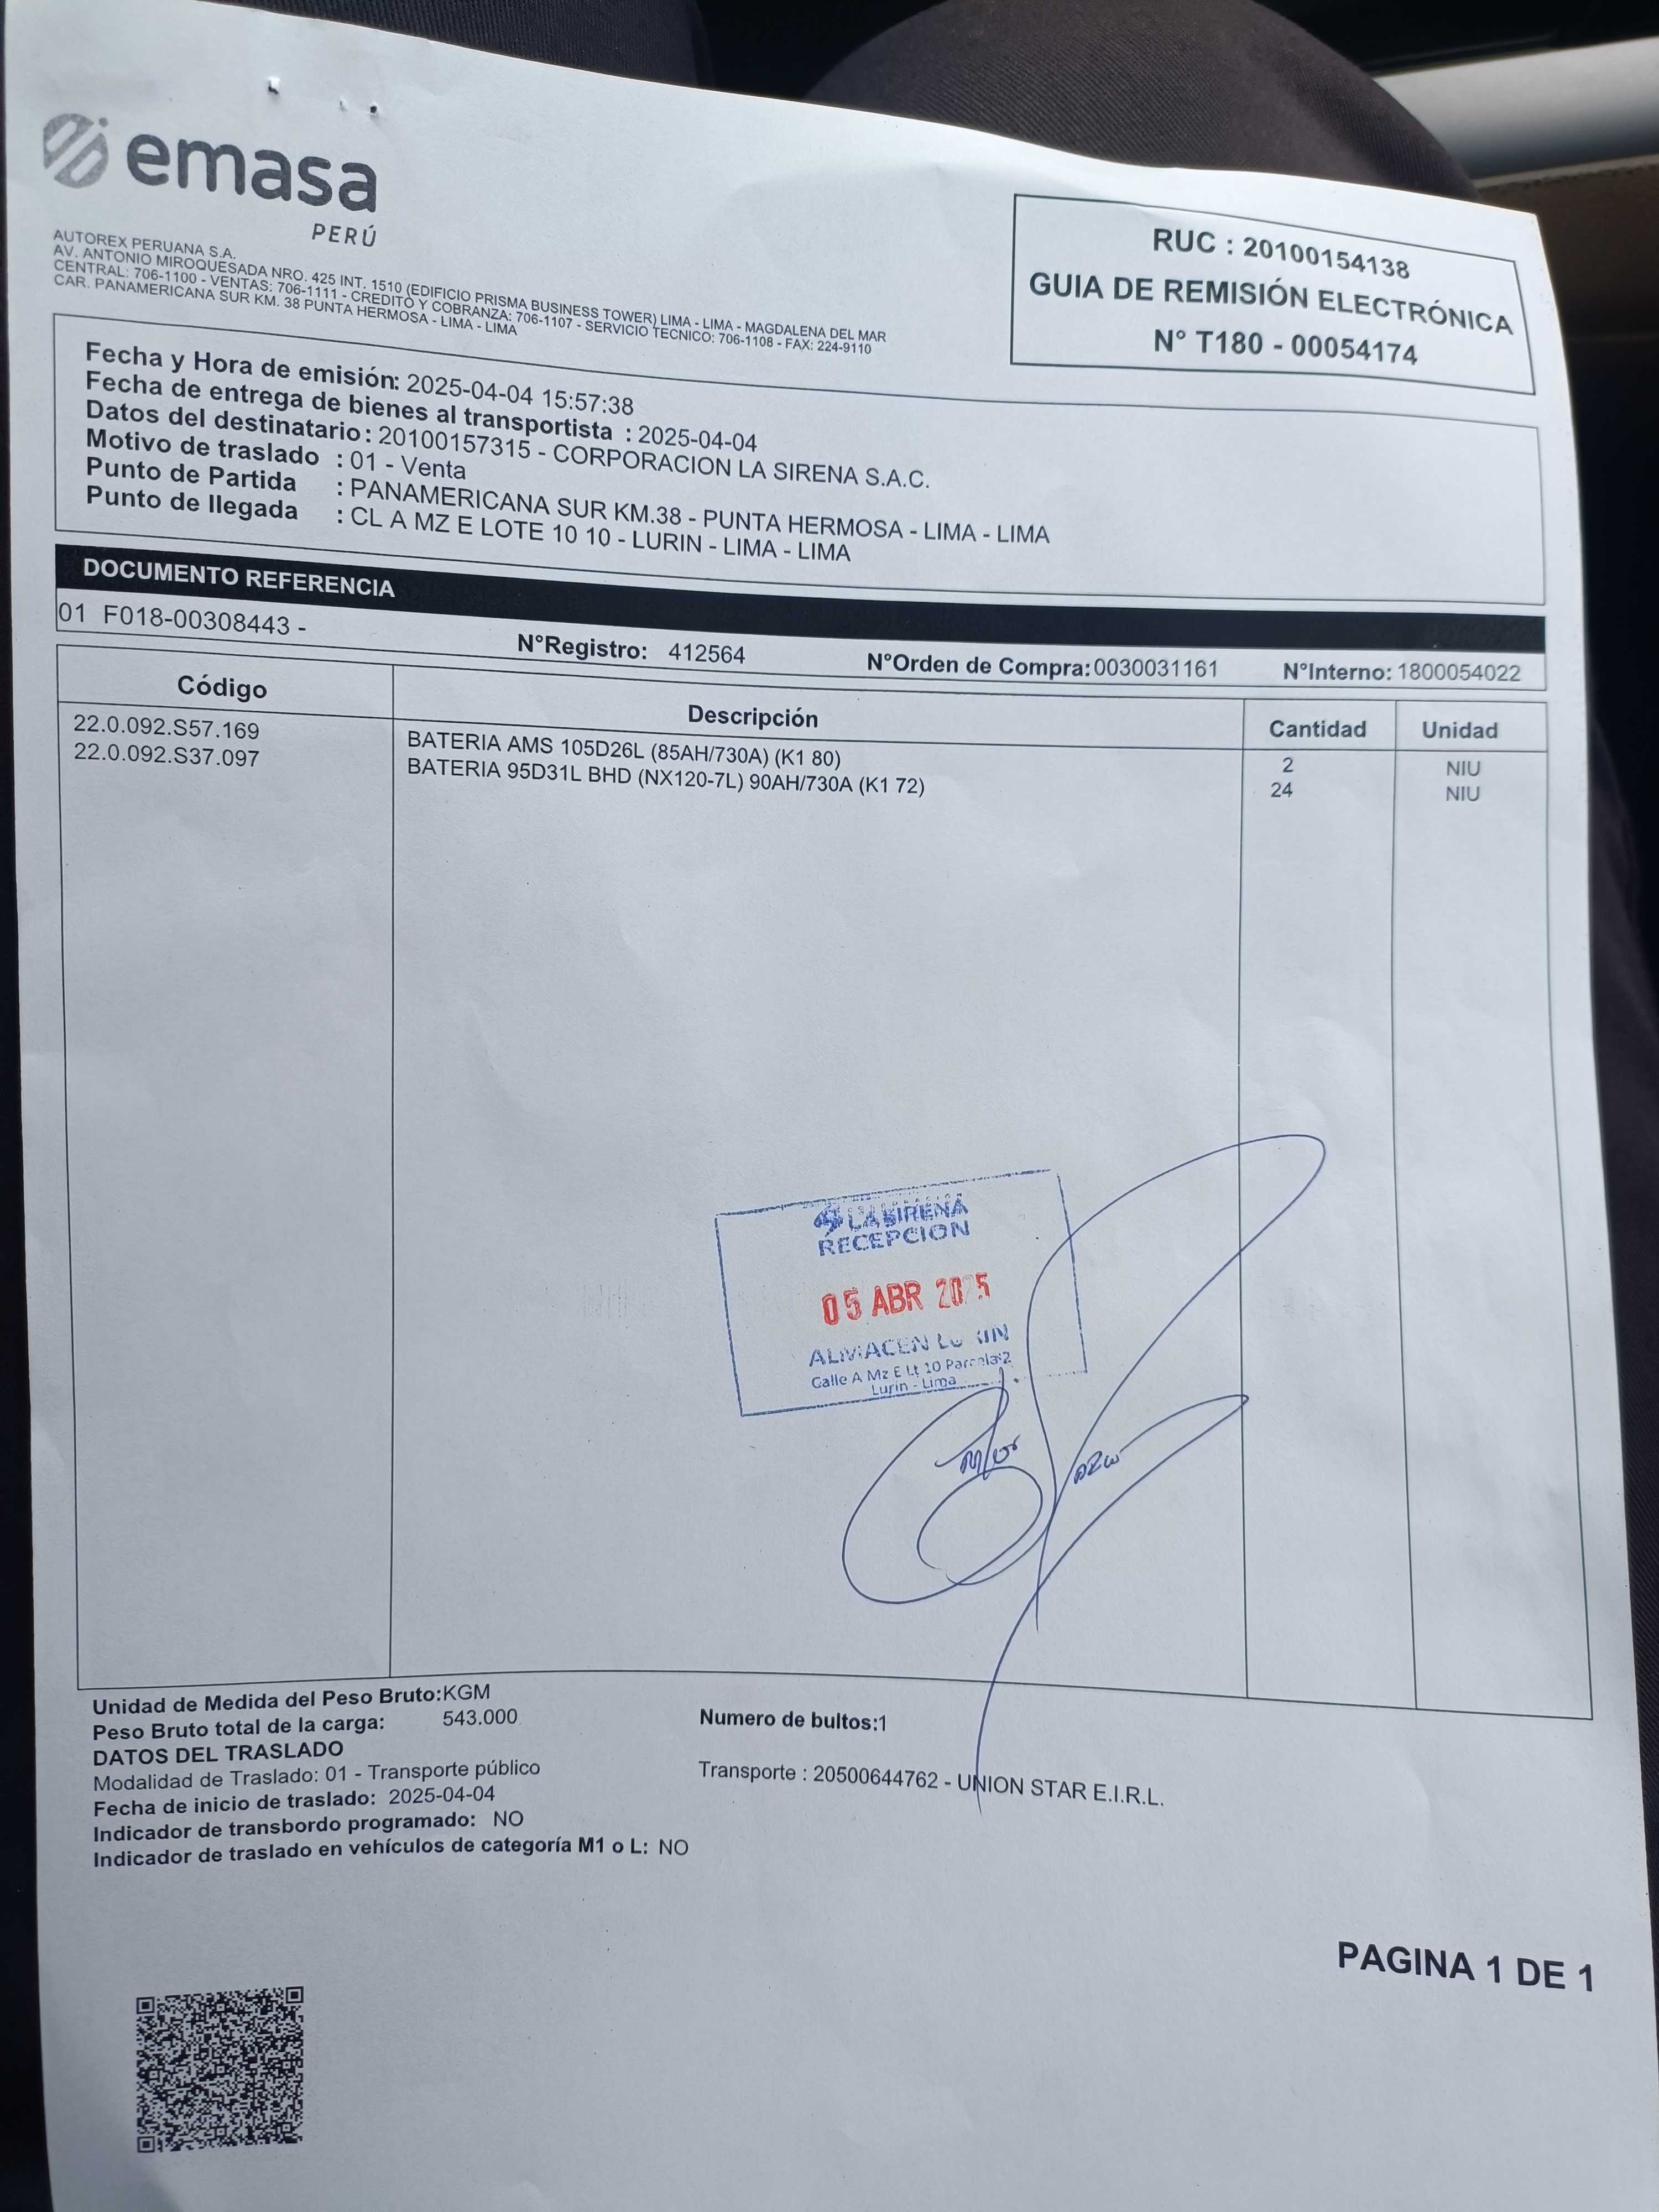 emasa
PERÚ
AUTOREX PERUANA S.A.
AV. ANTONIO MIROQUESADA NRO. 425 INT. 1510 (EDIFICIO PRISMA BUSINESS TOWER) LIMA - LIMA - MAGDALENA DEL MAR
CENTRAL: 706-1100 - VENTAS: 706-1111 - CREDITO Y COBRANZA: 706-1107 - SERVICIO TECNICO: 706-1108 - FAX: 224-9110
CAR. PANAMERICANA SUR KM. 38 PUNTA HERMOSA - LIMA - LIMA
RUC : 20100154138
GUIA DE REMISIÓN ELECTRÓNICA
N° T180 - 00054174
Fecha y Hora de emisión: 2025-04-04 15:57:38
Fecha de entrega de bienes al transportista : 2025-04-04
Datos del destinatario: 20100157315 - CORPORACION LA SIRENA S.A.C.
Motivo de traslado : 01 - Venta
Punto de Partida : PANAMERICANA SUR KM.38 - PUNTA HERMOSA - LIMA - LIMA
Punto de llegada : CL A MZ E LOTE 10 10 - LURIN - LIMA - LIMA
DOCUMENTO REFERENCIA
01 F018-00308443 - N°Registro: 412564 N°Orden de Compra:0030031161 N°Interno: 1800054022
Código Descripción Cantidad Unidad
22.0.092.S57.169 BATERIA AMS 105D26L (85AH/730A) (K1 80) 2 NIU
22.0.092.S37.097 BATERIA 95D31L BHD (NX120-7L) 90AH/730A (K1 72) 24 NIU
LA SIRENA
RECEPCION
05 ABR 2025
ALMACEN LURIN
Calle A Mz E Lt 10 Parcela 2
Lurin - Lima
Unidad de Medida del Peso Bruto:KGM
Peso Bruto total de la carga: 543.000 Numero de bultos:1
DATOS DEL TRASLADO
Modalidad de Traslado: 01 - Transporte público Transporte : 20500644762 - UNION STAR E.I.R.L.
Fecha de inicio de traslado: 2025-04-04
Indicador de transbordo programado: NO
Indicador de traslado en vehículos de categoría M1 o L: NO
PAGINA 1 DE 1